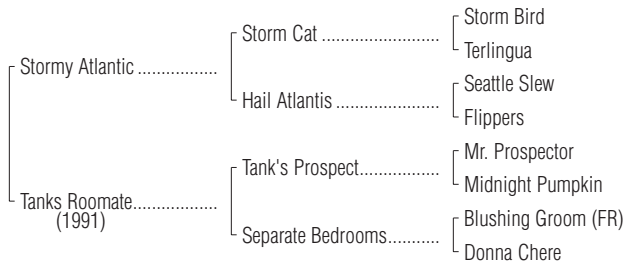 Storm Bird
Storm Cat ........................
Terlingua
Stormy Atlantic ................
Seattle Slew
Hail Atlantis .....................
Flippers
Mr. Prospector
Tank's Prospect................
Midnight Pumpkin
Tanks Roomate.................
(1991)
Blushing Groom (FR)
Separate Bedrooms..........
Donna Chere